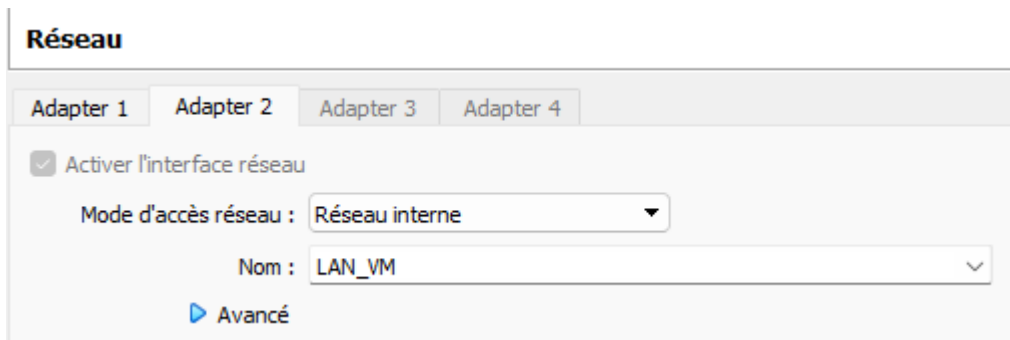 Réseau
Adapter 1 Adapter 2 Adapter 3 Adapter 4
Activer l'interface réseau
Mode d'accès réseau : Réseau interne
Nom : LAN_VM
Avancé